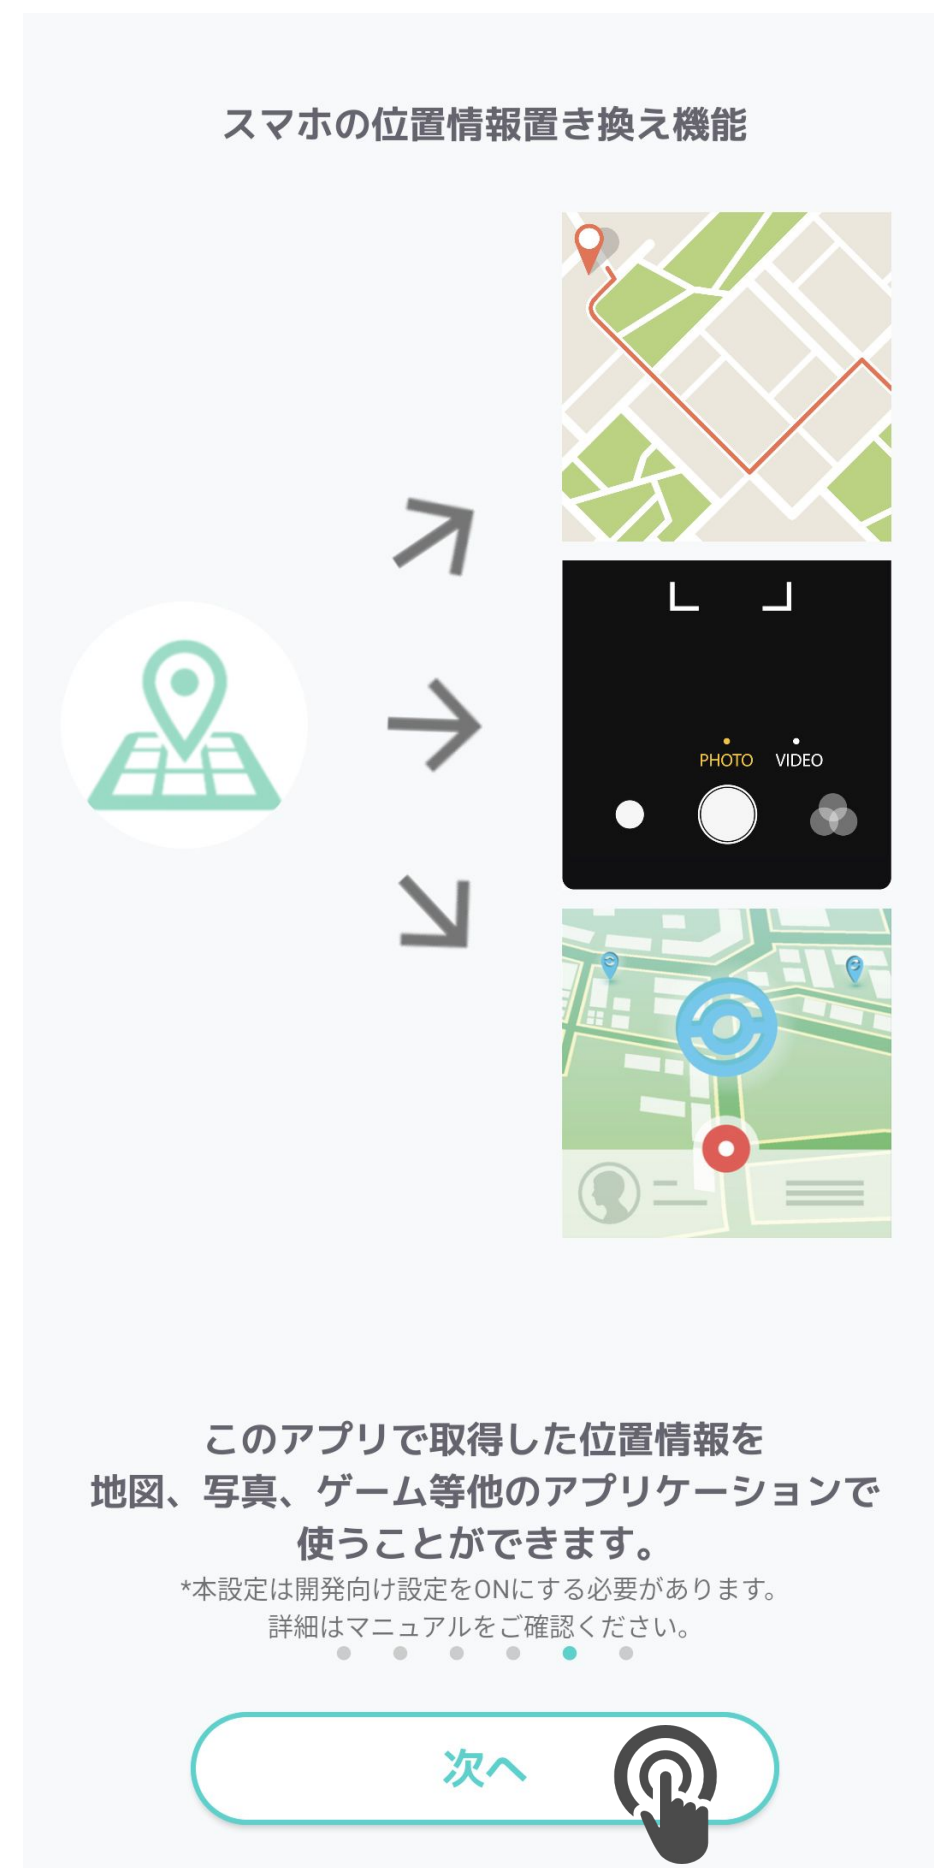 スマホの位置情報置き換え機能
PHOTO VIDEO
このアプリで取得した位置情報を
地図、写真、ゲーム等他のアプリケーションで
使うことができます。
*本設定は開発向け設定をONにする必要があります。
詳細はマニュアルをご確認ください。
次へ